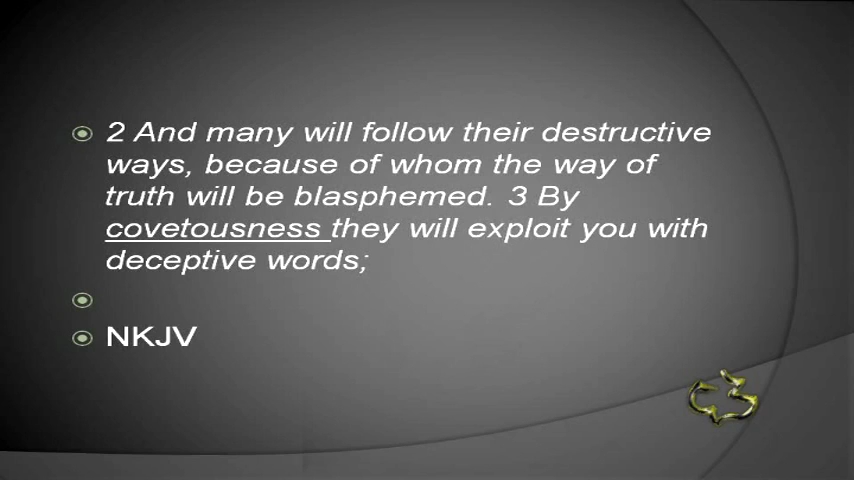 2 And many will follow their destructive
ways, because of whom the way of
truth will be blasphemed. 3 By
covetousness they will exploit you with
deceptive words;
NKJV